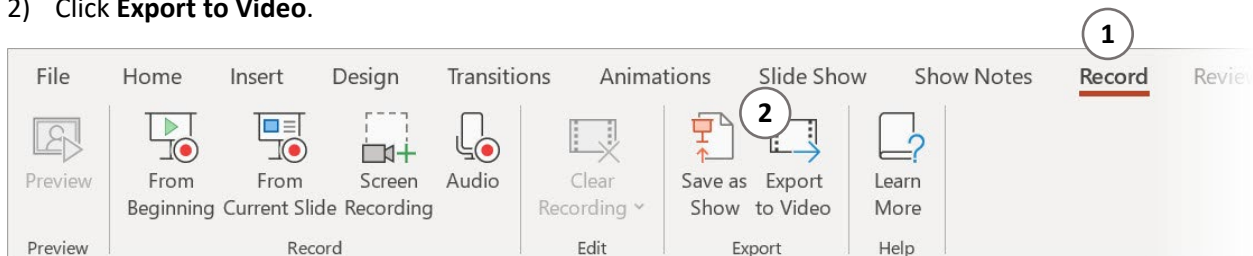 2) Click Export to Video.
1
File Home Insert Design Transitions Animations Slide Show Show Notes Record Review
2
Preview From Beginning From Current Slide Screen Recording Audio Clear Recording Save as Show Export to Video Learn More
Preview Record Edit Export Help